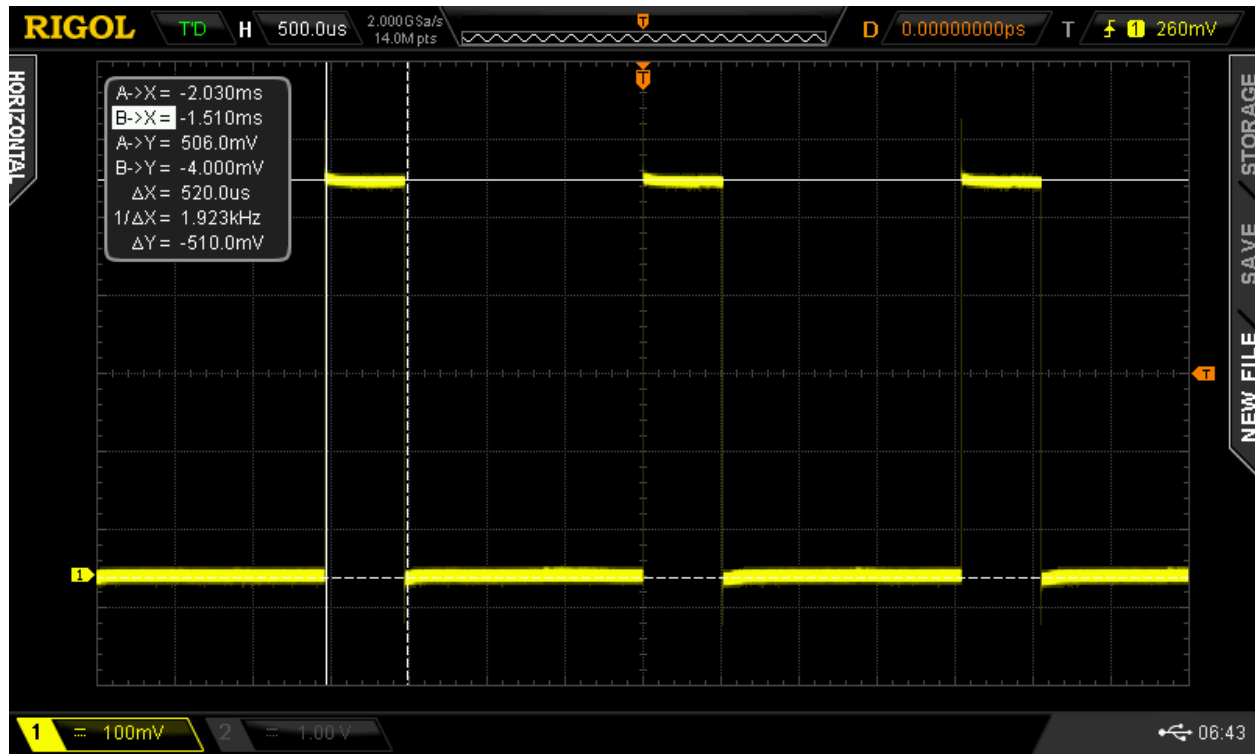 RIGOL T'D H 500.0us 2.000GSa/s 14.0M pts T D 0.00000000ps T 1 260mV
HORIZONTAL
T
A->X = -2.030ms
B->X = -1.510ms
A->Y = 506.0mV
B->Y = -4.000mV
ΔX = 520.0us
1/ΔX = 1.923kHz
ΔY = -510.0mV
STORAGE
SAVE
NEW FILE
T
1
1 = 100mV 2 = 1.00 V 06:43